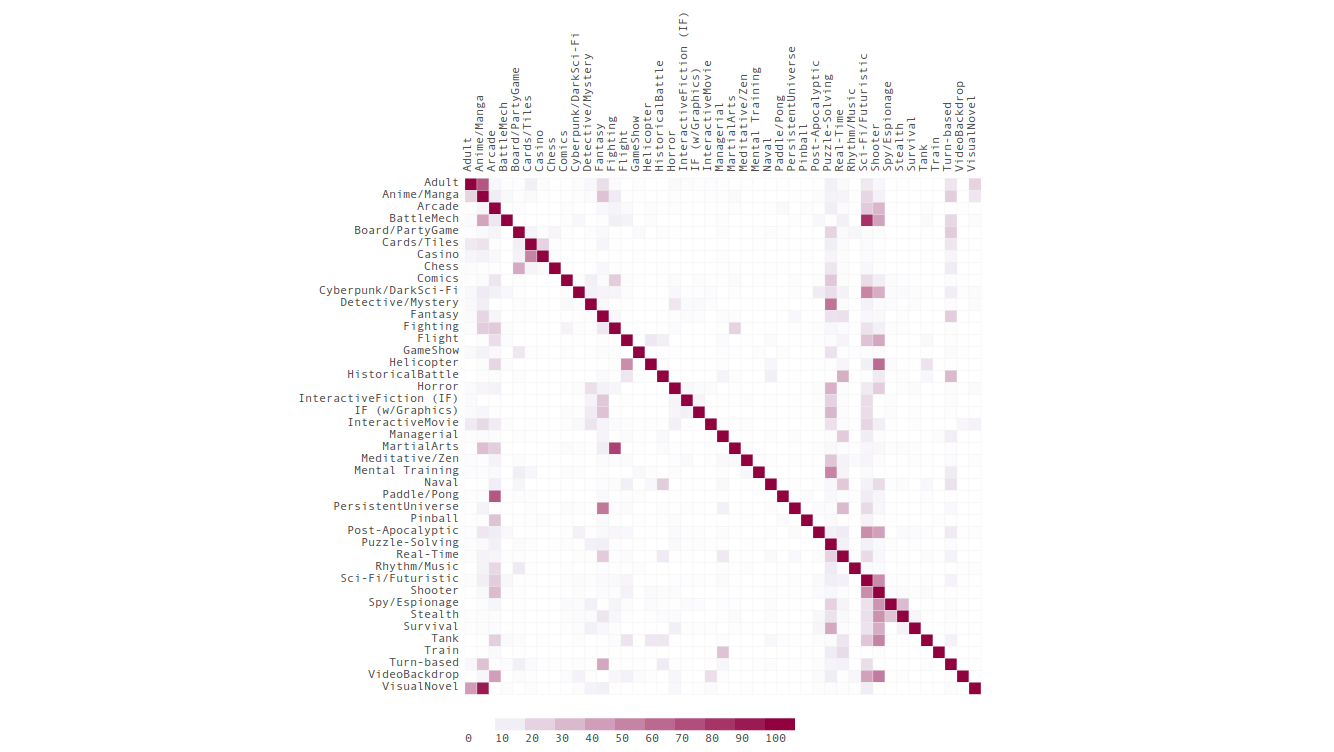 Adult
Anime/Manga
Arcade
BattleMech
Board/PartyGame
Cards/Tiles
Casino
Chess
Comics
Cyberpunk/DarkSci-Fi
Detective/Mystery
Fantasy
Fighting
Flight
GameShow
Helicopter
HistoricalBattle
Horror
InteractiveFiction (IF)
IF (w/Graphics)
InteractiveMovie
Managerial
MartialArts
Meditative/Zen
Mental Training
Naval
Paddle/Pong
PersistentUniverse
Pinball
Post-Apocalyptic
Puzzle-Solving
Real-Time
Rhythm/Music
Sci-Fi/Futuristic
Shooter
Spy/Espionage
Stealth
Survival
Tank
Train
Turn-based
VideoBackdrop
VisualNovel
Adult
Anime/Manga
Arcade
BattleMech
Board/PartyGame
Cards/Tiles
Casino
Chess
Comics
Cyberpunk/DarkSci-Fi
Detective/Mystery
Fantasy
Fighting
Flight
GameShow
Helicopter
HistoricalBattle
Horror
InteractiveFiction (IF)
IF (w/Graphics)
InteractiveMovie
Managerial
MartialArts
Meditative/Zen
Mental Training
Naval
Paddle/Pong
PersistentUniverse
Pinball
Post-Apocalyptic
Puzzle-Solving
Real-Time
Rhythm/Music
Sci-Fi/Futuristic
Shooter
Spy/Espionage
Stealth
Survival
Tank
Train
Turn-based
VideoBackdrop
VisualNovel
0 10 20 30 40 50 60 70 80 90 100